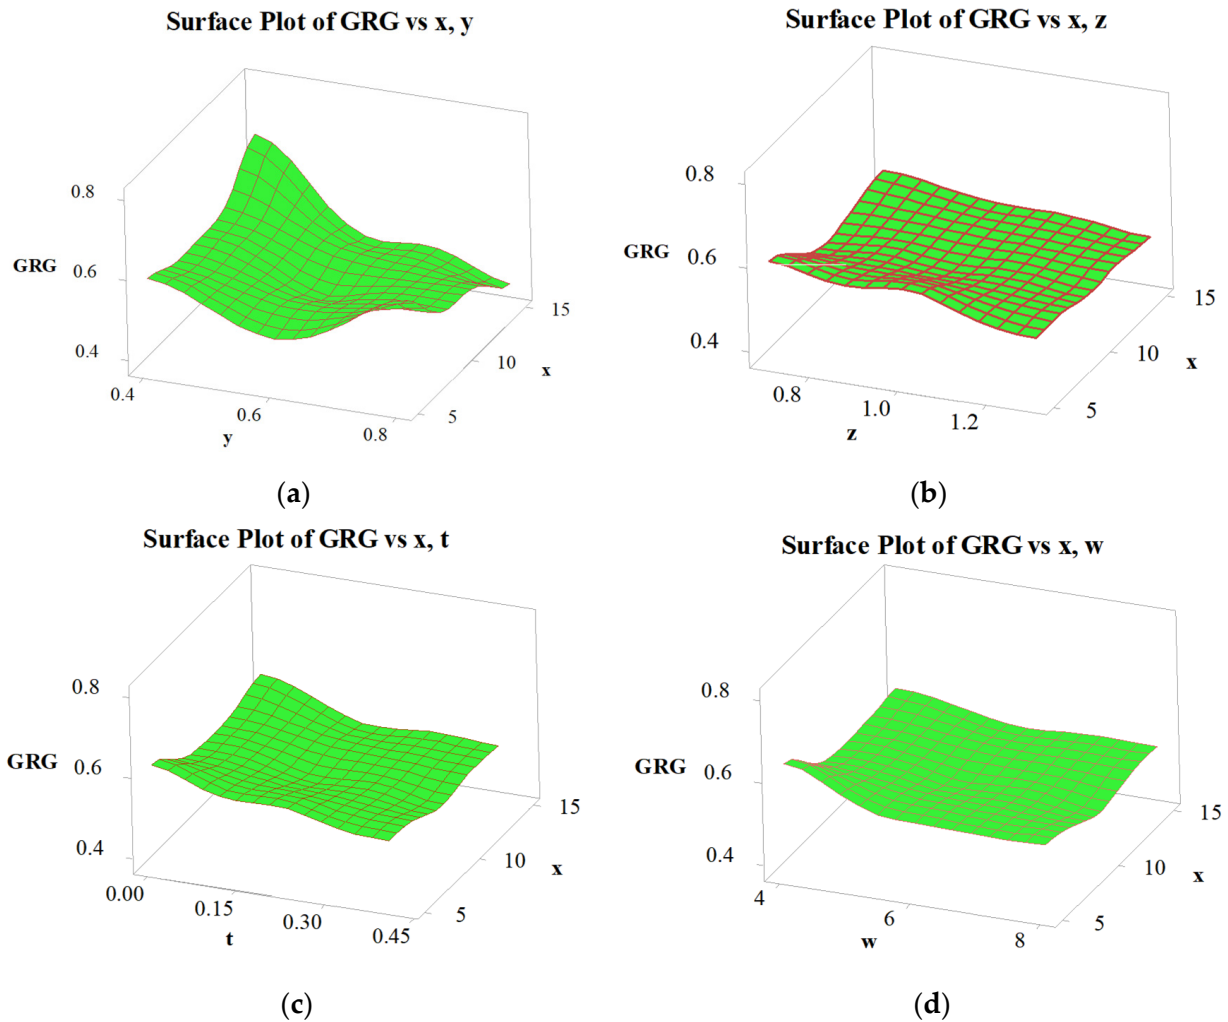 Surface Plot of GRG vs x, y
0.8
GRG
0.6
0.4
0.4
0.6
0.8
y
5
10
15
x
(a)
Surface Plot of GRG vs x, z
0.8
GRG
0.6
0.4
0.8
1.0
1.2
z
5
10
15
x
(b)
Surface Plot of GRG vs x, t
0.8
GRG
0.6
0.4
0.00
0.15
0.30
0.45
t
5
10
15
x
(c)
Surface Plot of GRG vs x, w
0.8
GRG
0.6
0.4
4
6
8
w
5
10
15
x
(d)